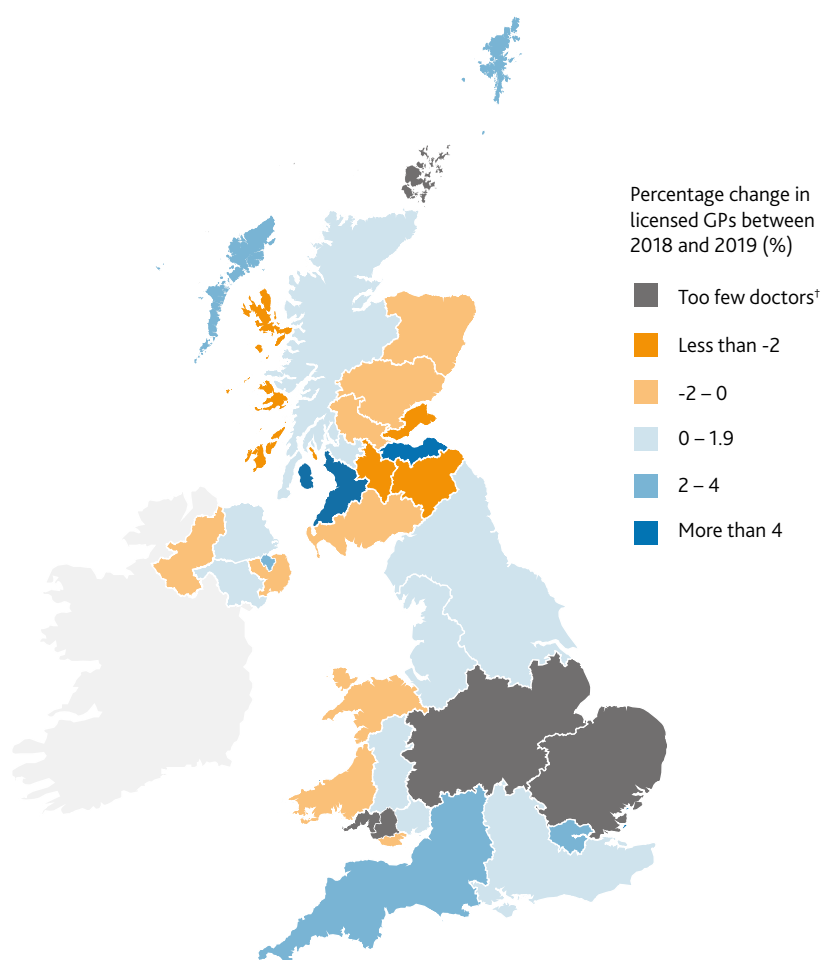 Percentage change in
licensed GPs between
2018 and 2019 (%)
Too few doctors†
Less than -2
-2 – 0
0 – 1.9
2 – 4
More than 4